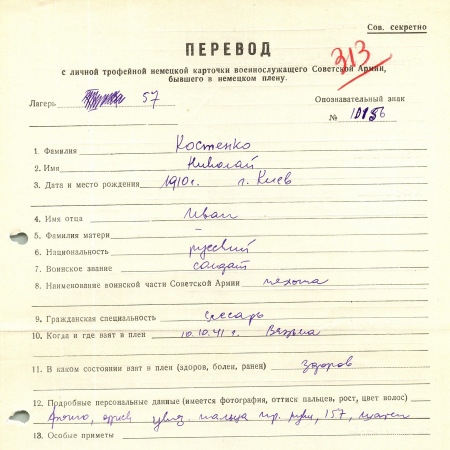 Сов. секретно
ПЕРЕВОД
313
с личной трофейной немецкой карточки военнослужащего Советской Армии,
бывшего в немецком плену.
Лагерь 57
Опознавательный знак
№ 10156
1. Фамилия Костенко
2. Имя Николай
3. Дата и место рождения 1910 г. г. Киев
4. Имя отца Иван
5. Фамилия матери –
6. Национальность русский
7. Воинское звание солдат
8. Наименование воинской части Советской Армии пехота
9. Гражданская специальность слесарь
10. Когда и где взят в плен 10.10.41 г. Вязьма
11. В каком состоянии взят в плен (здоров, болен, ранен) здоров
12. Подробные персональные данные (имеется фотография, оттиск пальцев, рост, цвет волос)
фото, указ. пальца пр. руки, 157,
13. Особые приметы